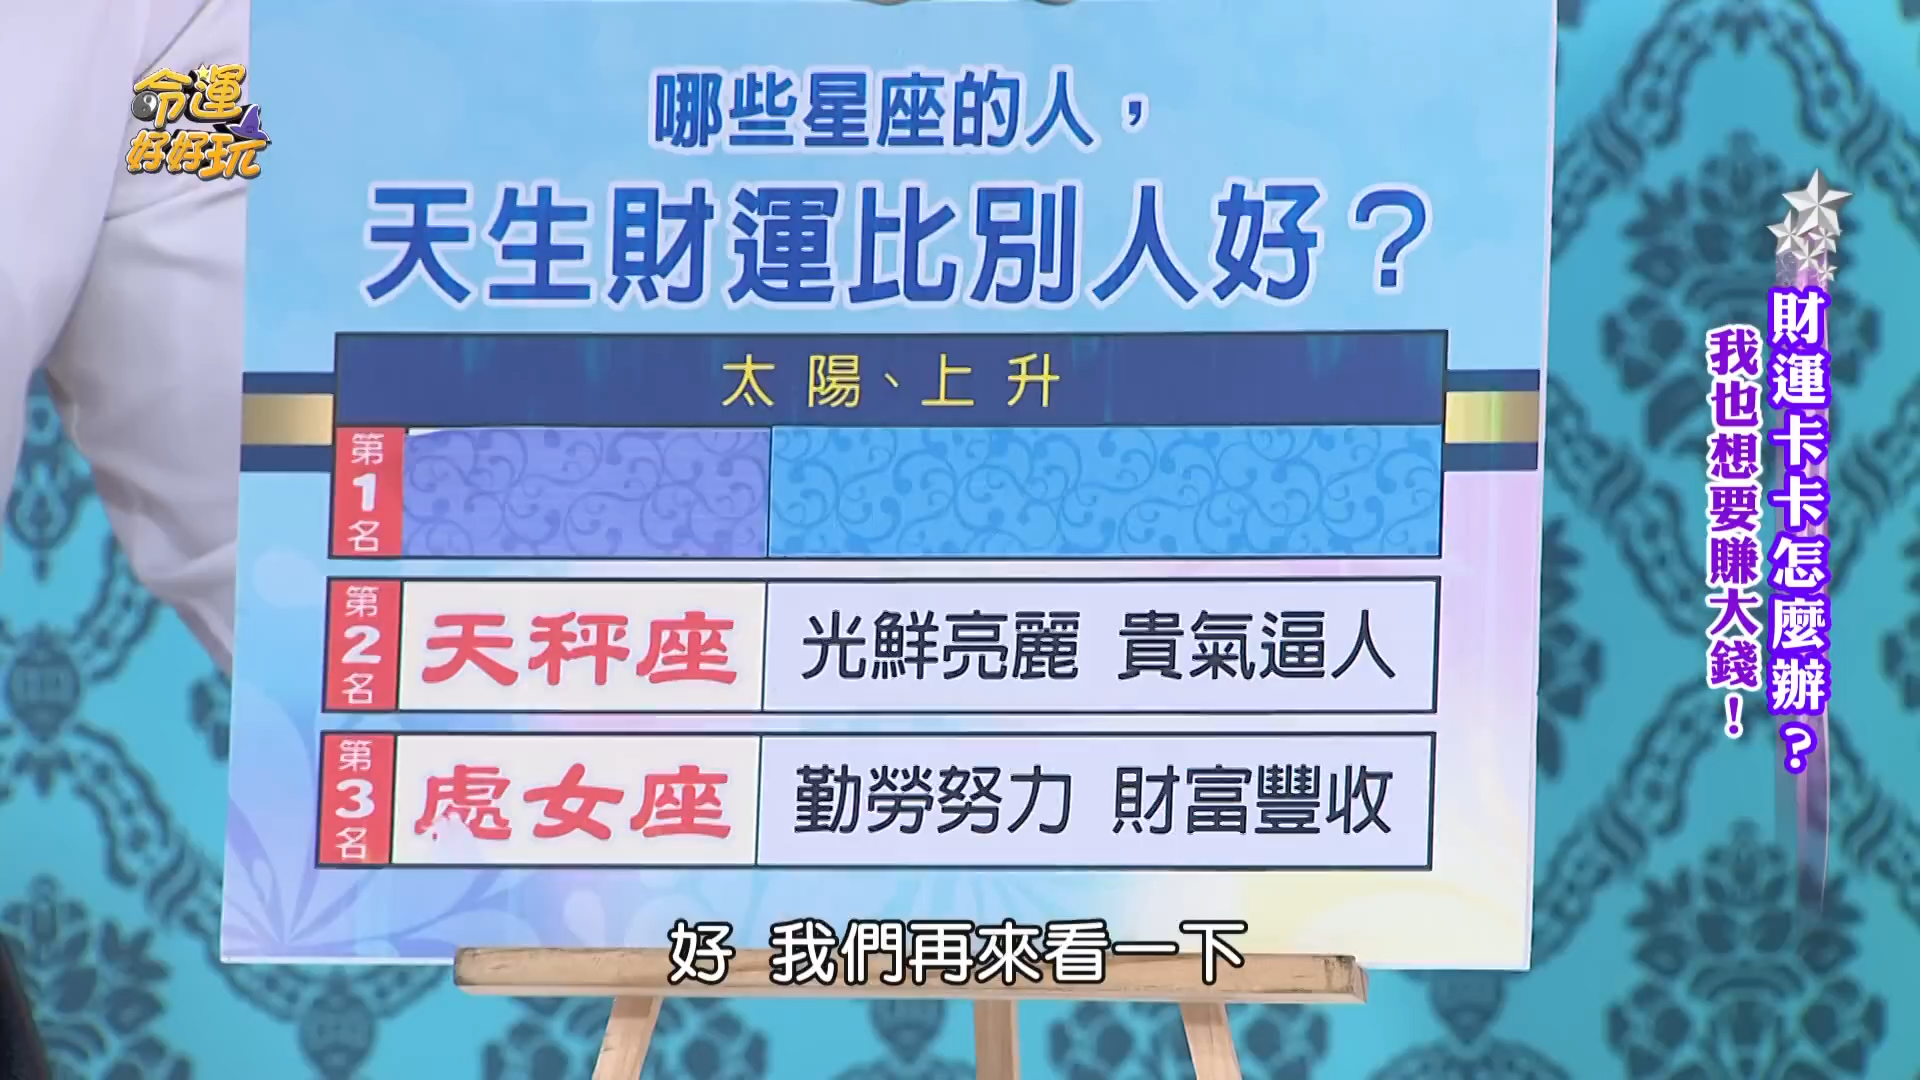 命運
好好玩
哪些星座的人，
天生財運比別人好？
太陽、上升
第1名
第2名 天秤座 光鮮亮麗 貴氣逼人
第3名 處女座 勤勞努力 財富豐收
財運卡卡怎麼辦？
我也想要賺大錢！
好 我們再來看一下